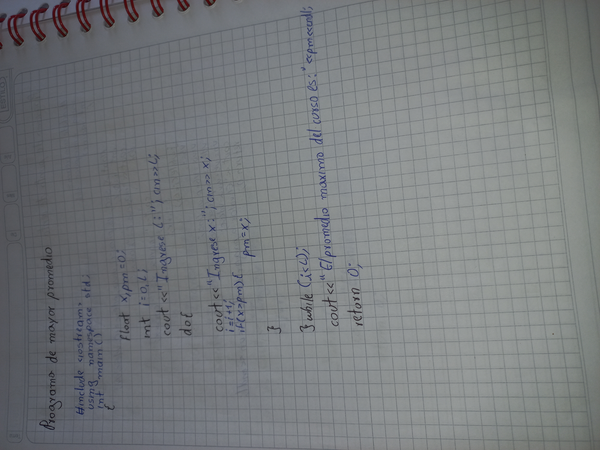 Programa de mayor promedio
#include <iostream>
using namespace std;
int main()
{
float x,pm=0;
int i=0,L;
cout<<"Ingrese L:"; cin>>L;
do{
cout<<"Ingrese x:"; cin>>x;
i=i+1;
if(x>pm){ pm=x;
}
}while(i<L);
cout<<"El promedio maximo del curso es:"<<pm<<endl;
return 0;